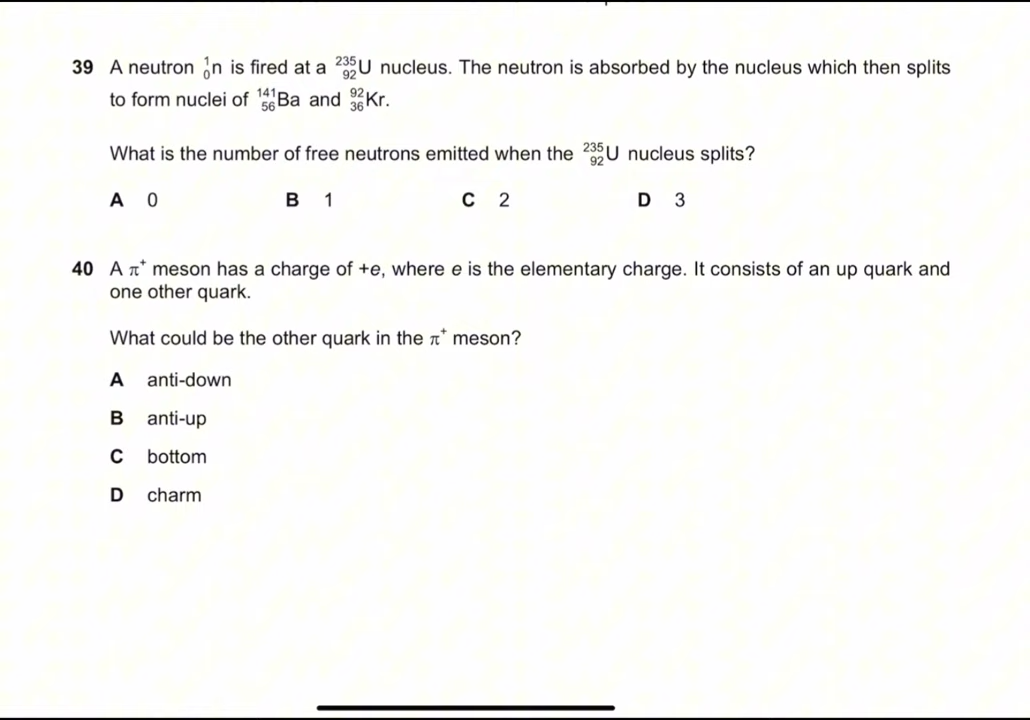 39 A neutron ¹₀n is fired at a ²³⁵₉₂U nucleus. The neutron is absorbed by the nucleus which then splits
to form nuclei of ¹⁴¹₅₆Ba and ⁹²₃₆Kr.
What is the number of free neutrons emitted when the ²³⁵₉₂U nucleus splits?
A 0 B 1 C 2 D 3
40 A π⁺ meson has a charge of +e, where e is the elementary charge. It consists of an up quark and
one other quark.
What could be the other quark in the π⁺ meson?
A anti-down
B anti-up
C bottom
D charm